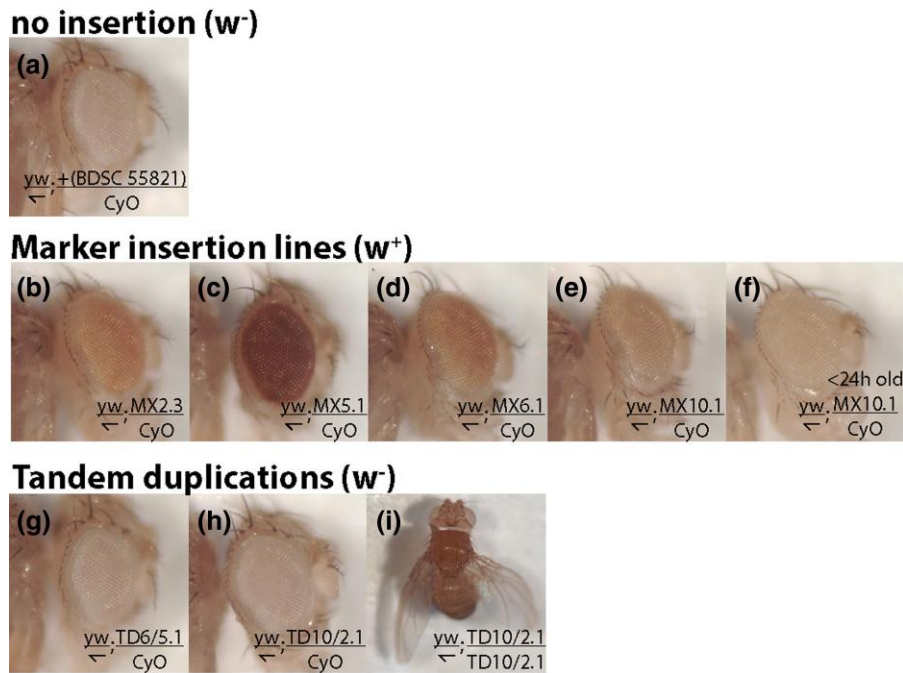 no insertion (w⁻)
(a)
yw;+(BDSC 55821)
⇁ CyO
Marker insertion lines (w⁺)
(b)
yw;MX2.3
⇁ CyO
(c)
yw;MX5.1
⇁ CyO
(d)
yw;MX6.1
⇁ CyO
(e)
yw;MX10.1
⇁ CyO
(f)
<24h old
yw;MX10.1
⇁ CyO
Tandem duplications (w⁻)
(g)
yw;TD6/5.1
⇁ CyO
(h)
yw;TD10/2.1
⇁ CyO
(i)
yw;TD10/2.1
⇁ TD10/2.1